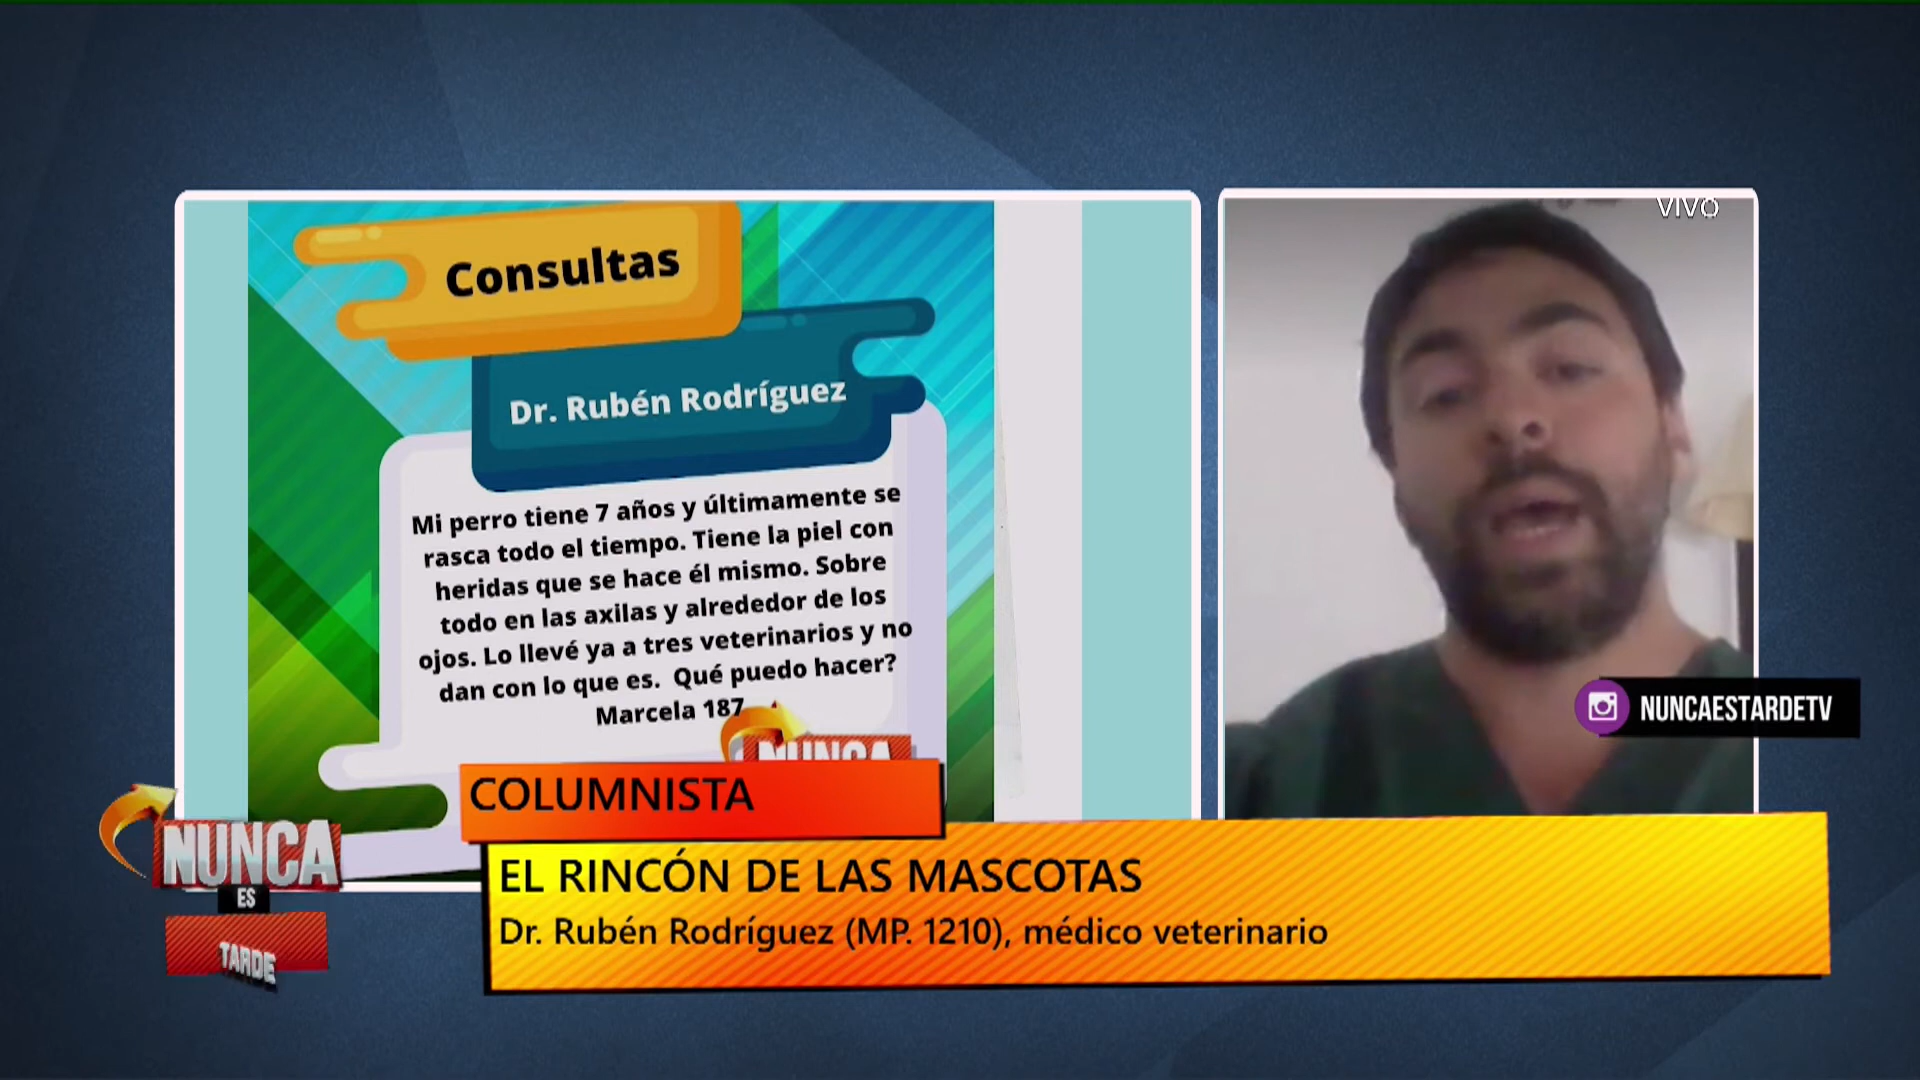 VIVO
Consultas
Dr. Rubén Rodríguez
Mi perro tiene 7 años y últimamente se
rasca todo el tiempo. Tiene la piel con
heridas que se hace él mismo. Sobre
todo en las axilas y alrededor de los
ojos. Lo llevé ya a tres veterinarios y no
dan con lo que es. Qué puedo hacer?
Marcela 187
NUNCA
NUNCAESTARDETV
COLUMNISTA
EL RINCÓN DE LAS MASCOTAS
Dr. Rubén Rodríguez (MP. 1210), médico veterinario
NUNCA
ES
TARDE